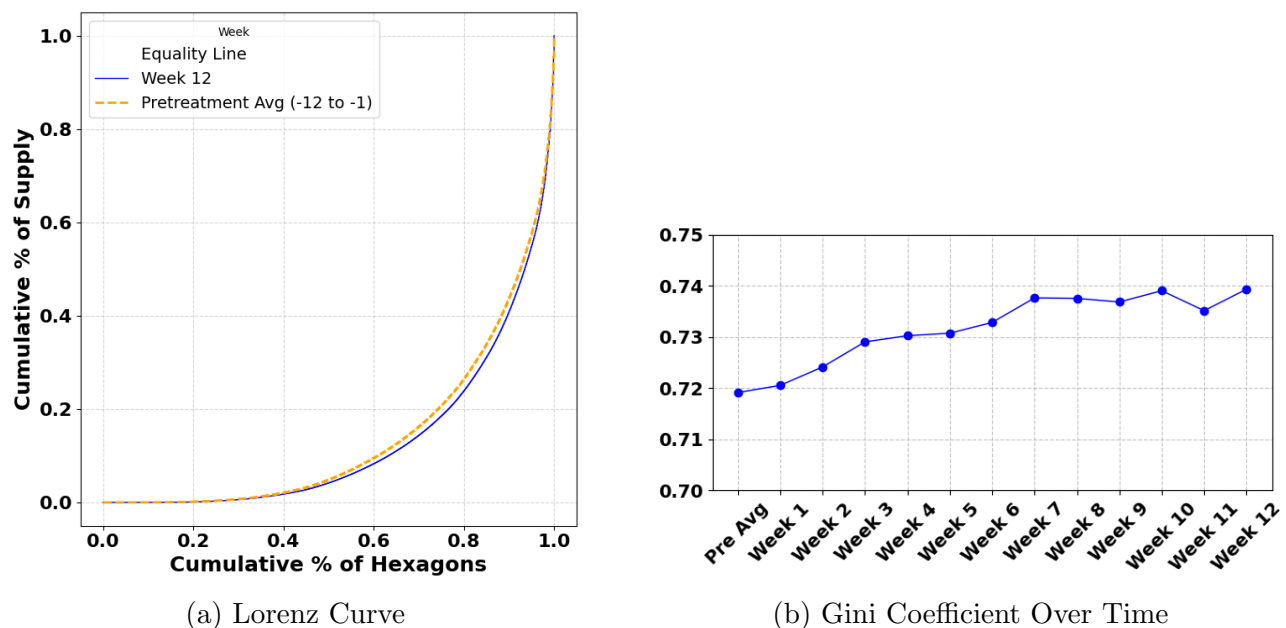 Week
Equality Line
Week 12
Pretreatment Avg (-12 to -1)
Cumulative % of Supply
1.0
0.8
0.6
0.4
0.2
0.0
0.0 0.2 0.4 0.6 0.8 1.0
Cumulative % of Hexagons
(a) Lorenz Curve
0.75
0.74
0.73
0.72
0.71
0.70
Pre Avg
Week 1
Week 2
Week 3
Week 4
Week 5
Week 6
Week 7
Week 8
Week 9
Week 10
Week 11
Week 12
(b) Gini Coefficient Over Time